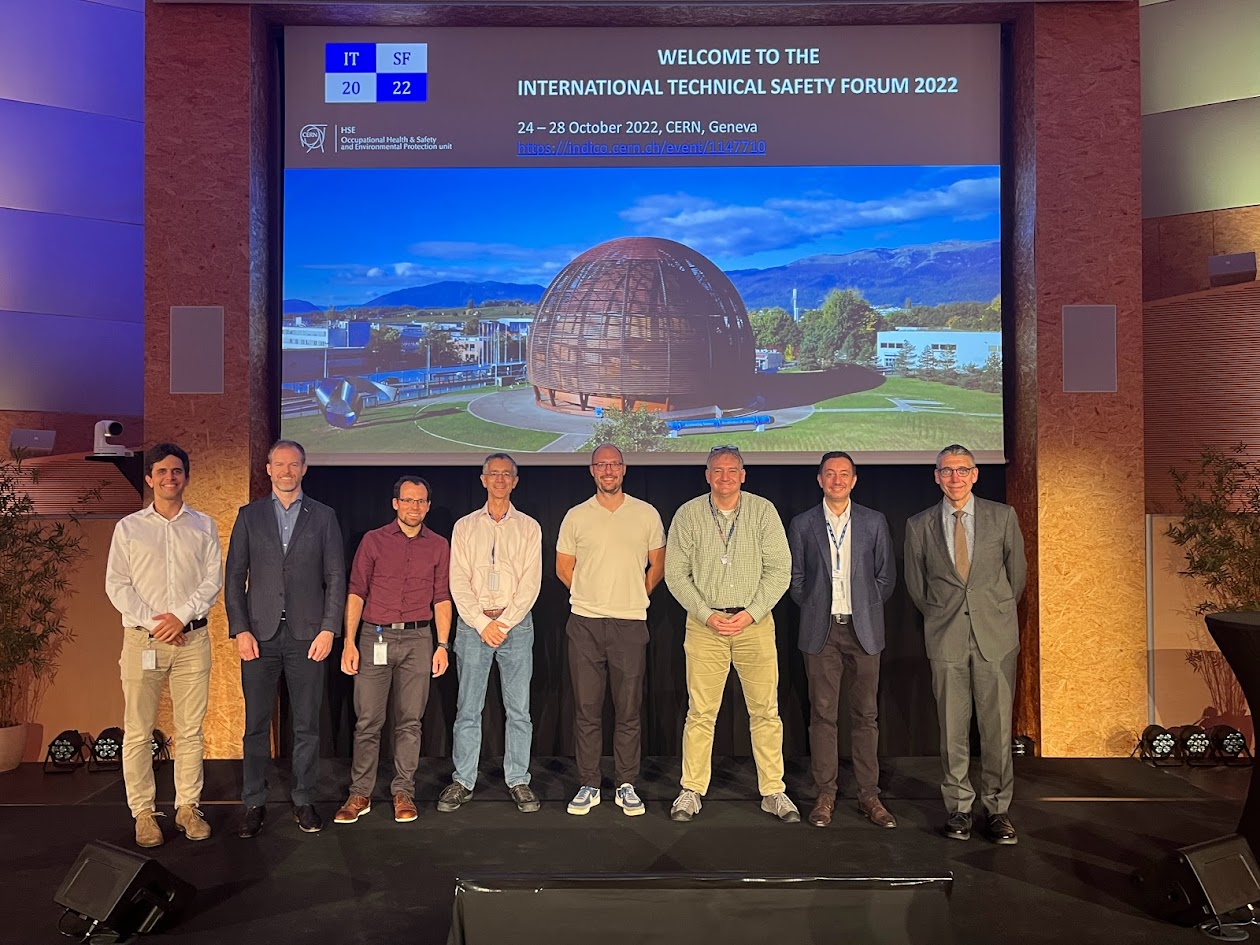 IT SF
20 22
WELCOME TO THE
INTERNATIONAL TECHNICAL SAFETY FORUM 2022
24 – 28 October 2022, CERN, Geneva
https://indico.cern.ch/event/1147710
CERN
HSE
Occupational Health & Safety
and Environmental Protection unit